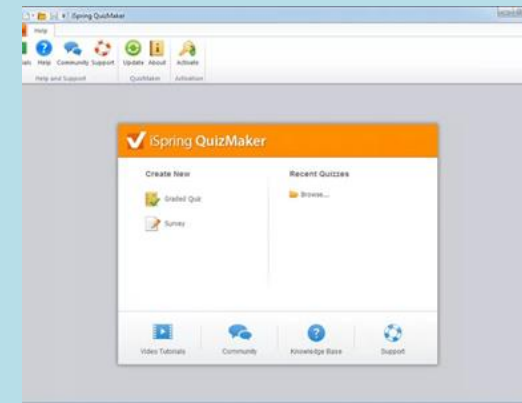 iSpring QuizMaker
Help
Help Community Support Update About Activate
Help and Support QuizMaker Activation
iSpring QuizMaker
Create New
Graded Quiz
Survey
Recent Quizzes
Browse...
Video Tutorials Community Knowledge Base Support